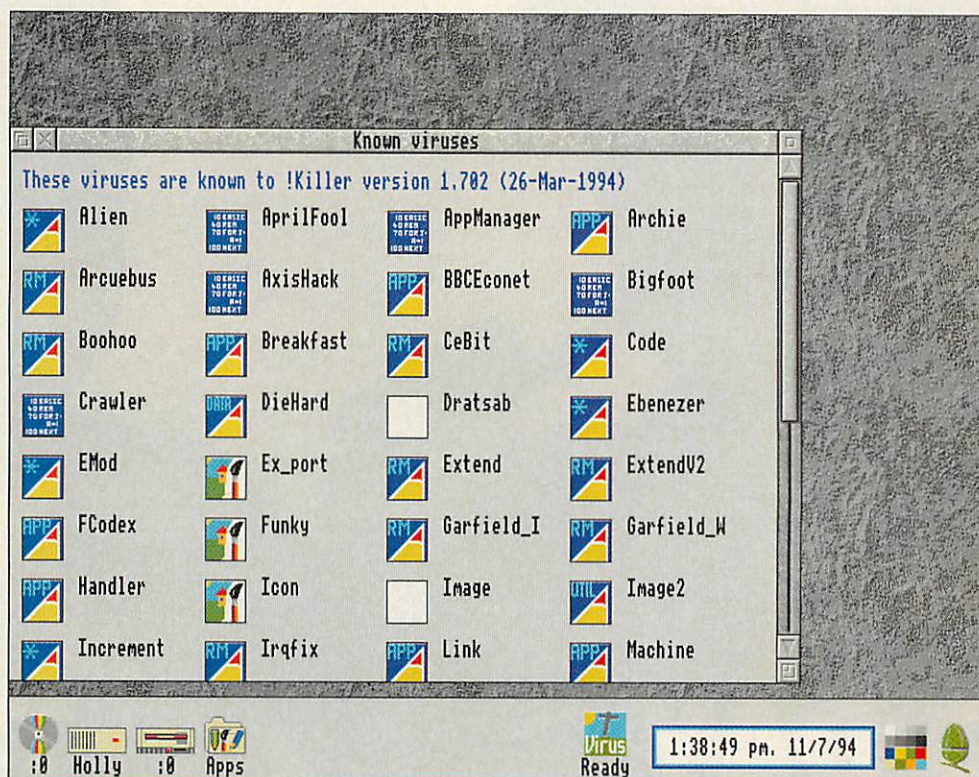 Known viruses
These viruses are known to !Killer version 1.702 (26-Mar-1994)
Alien AprilFool AppManager Archie
Arcuebus AxisHack BBCEconet Bigfoot
Boohoo Breakfast CeBit Code
Crawler DieHard Dratsab Ebenezer
EMod Ex_port Extend ExtendV2
FCodex Funky Garfield_I Garfield_W
Handler Icon Image Image2
Increment Irqfix Link Machine
Virus
:0 Holly :0 Apps Ready 1:38:49 pm. 11/7/94